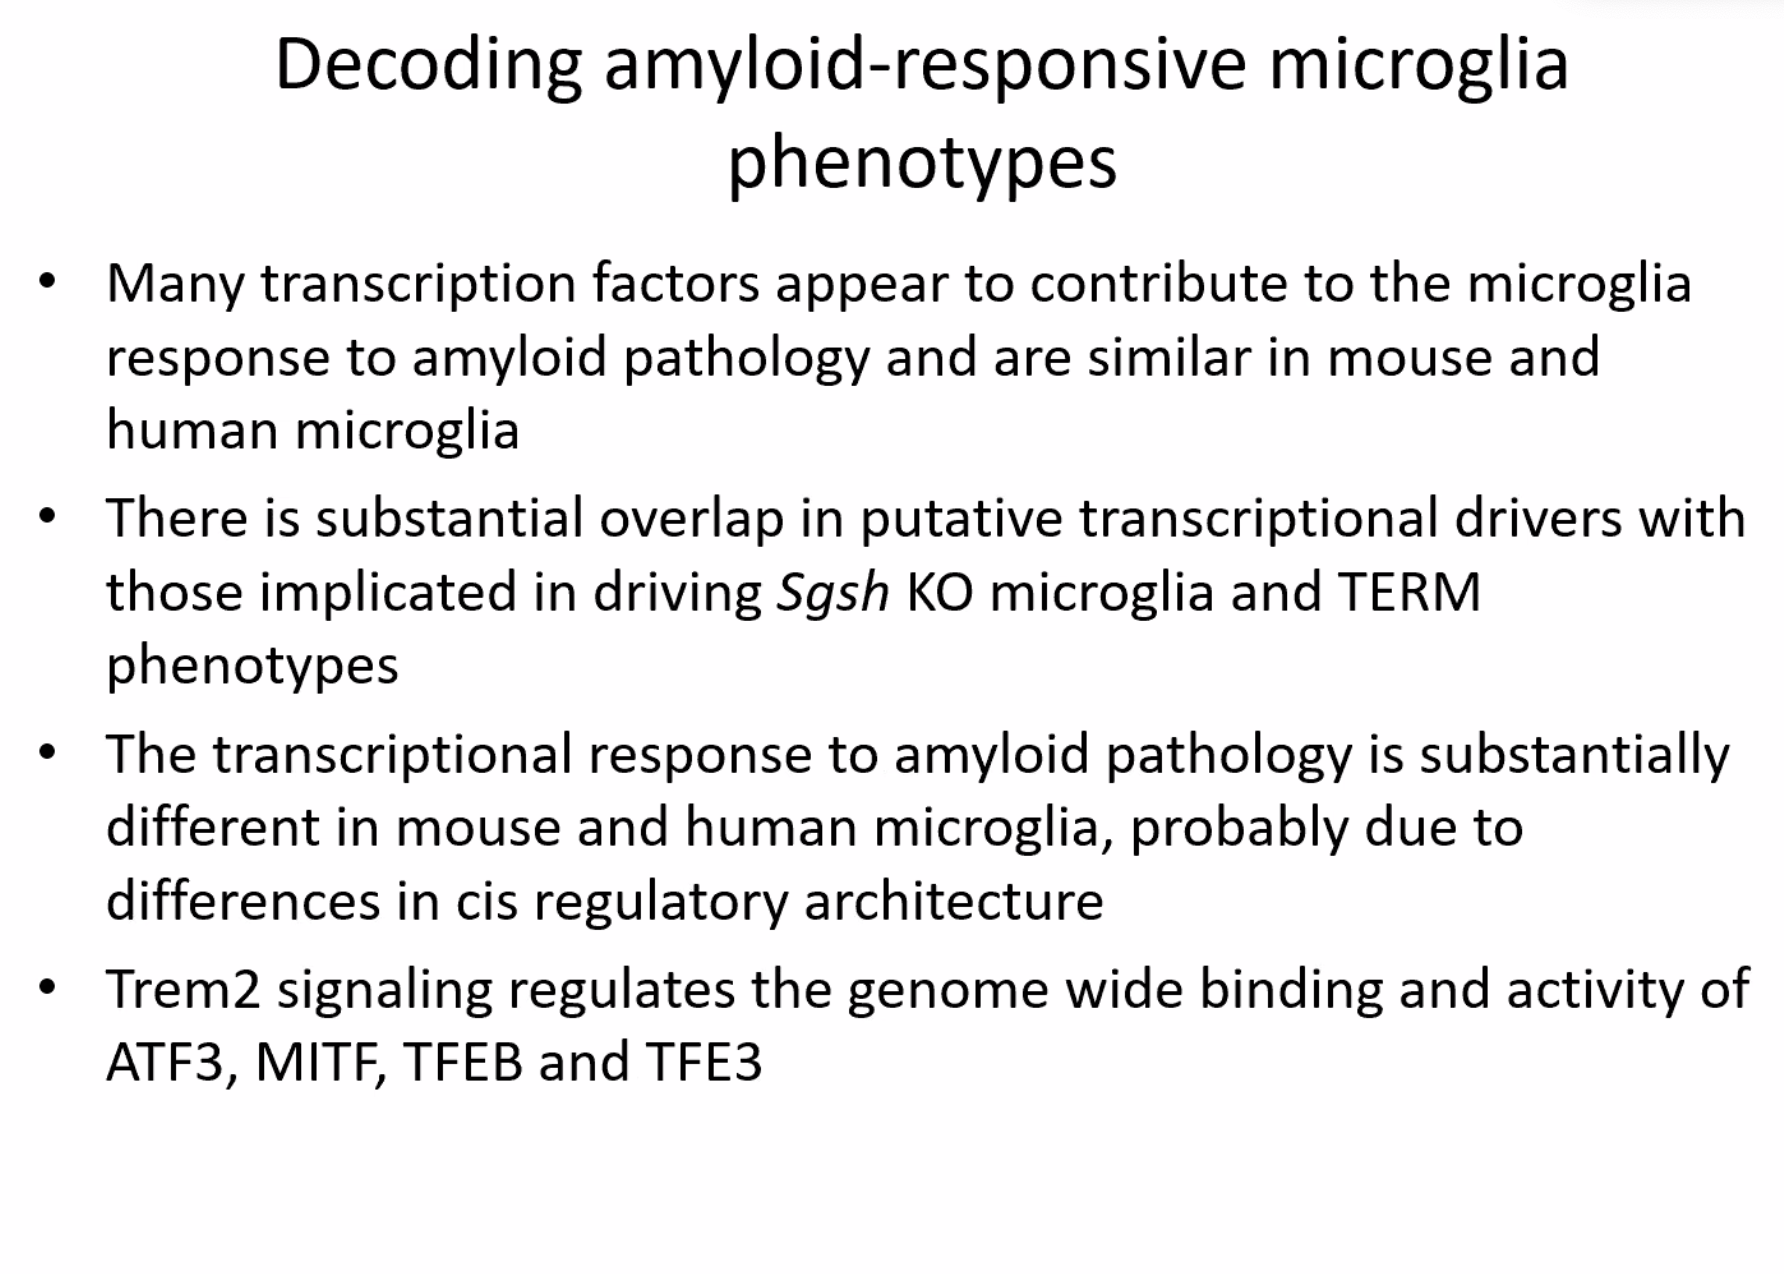 Decoding amyloid-responsive microglia
phenotypes
• Many transcription factors appear to contribute to the microglia
response to amyloid pathology and are similar in mouse and
human microglia
• There is substantial overlap in putative transcriptional drivers with
those implicated in driving Sgsh KO microglia and TERM
phenotypes
• The transcriptional response to amyloid pathology is substantially
different in mouse and human microglia, probably due to
differences in cis regulatory architecture
• Trem2 signaling regulates the genome wide binding and activity of
ATF3, MITF, TFEB and TFE3